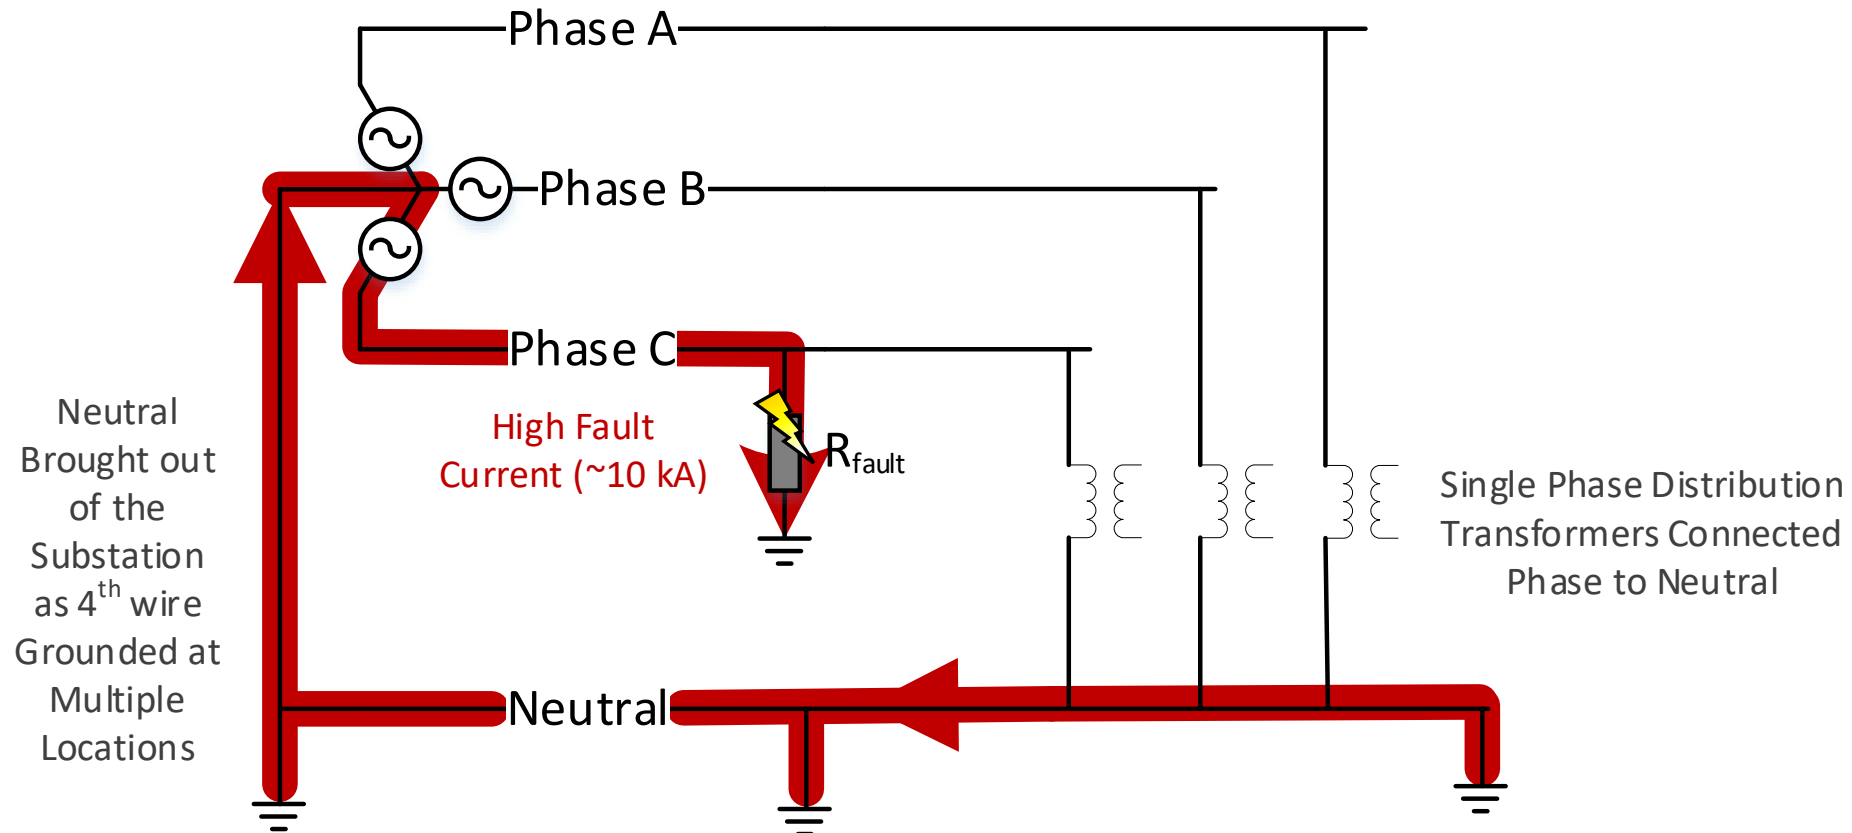 Phase A
Phase B
Phase C
High Fault
Current (~10 kA)
Rfault
Neutral
Brought out
of the
Substation
as 4th wire
Grounded at
Multiple
Locations
Single Phase Distribution
Transformers Connected
Phase to Neutral
Neutral